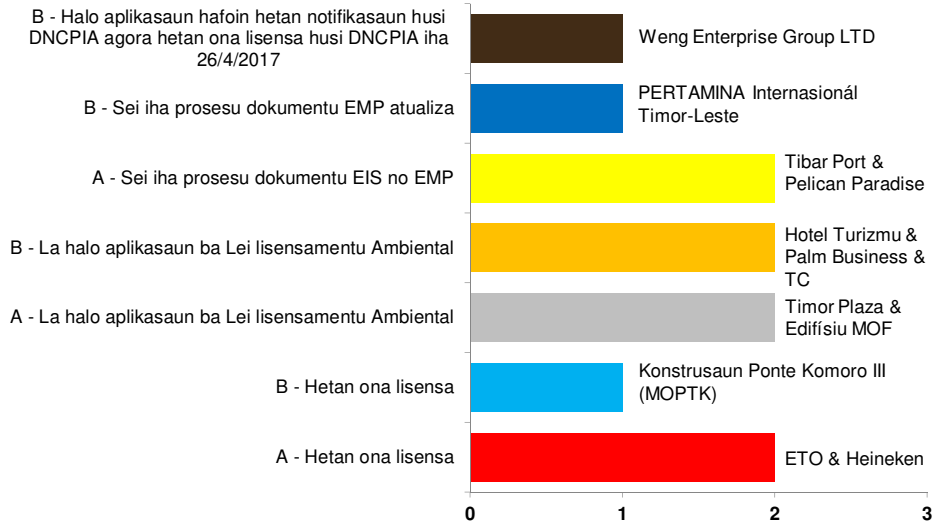 B - Halo aplikasaun hafoin hetan notifikasaun husi
DNCPIA agora hetan ona lisensa husi DNCPIA iha
26/4/2017
Weng Enterprise Group LTD
B - Sei iha prosesu dokumentu EMP atualiza
PERTAMINA Internasionál
Timor-Leste
A - Sei iha prosesu dokumentu EIS no EMP
Tibar Port &
Pelican Paradise
B - La halo aplikasaun ba Lei lisensamentu Ambiental
Hotel Turizmu &
Palm Business &
TC
A - La halo aplikasaun ba Lei lisensamentu Ambiental
Timor Plaza &
Edifísiu MOF
B - Hetan ona lisensa
Konstrusaun Ponte Komoro III
(MOPTK)
A - Hetan ona lisensa
ETO & Heineken
0 1 2 3